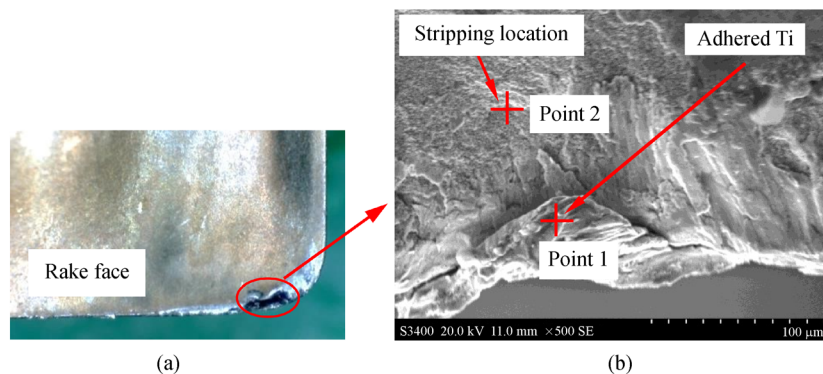 Stripping location
Adhered Ti
Point 2
Rake face
Point 1
S3400 20.0 kV 11.0 mm ×500 SE
100 μm
(a)
(b)